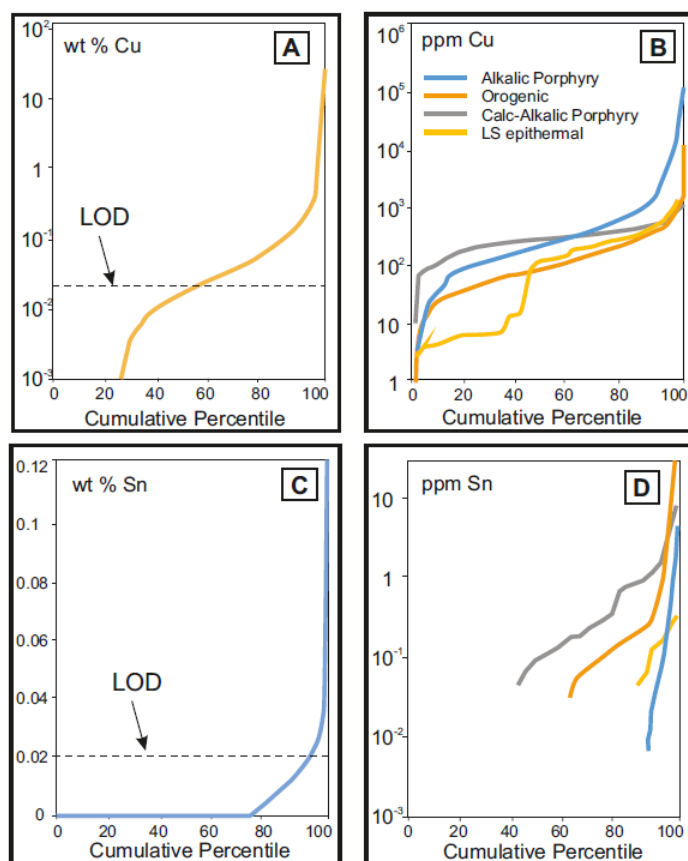 wt % Cu
A
10²
10
1
10⁻¹
10⁻²
10⁻³
LOD
0 20 40 60 80 100
Cumulative Percentile
ppm Cu
B
10⁶
10⁵
10⁴
10³
10²
10
1
Alkalic Porphyry
Orogenic
Calc-Alkalic Porphyry
LS epithermal
0 20 40 60 80 100
Cumulative Percentile
0.12
wt % Sn
C
0.1
0.08
0.06
0.04
0.02
0
LOD
0 20 40 60 80 100
Cumulative Percentile
ppm Sn
D
10
1
10⁻¹
10⁻²
10⁻³
0 20 40 60 80 100
Cumulative Percentile